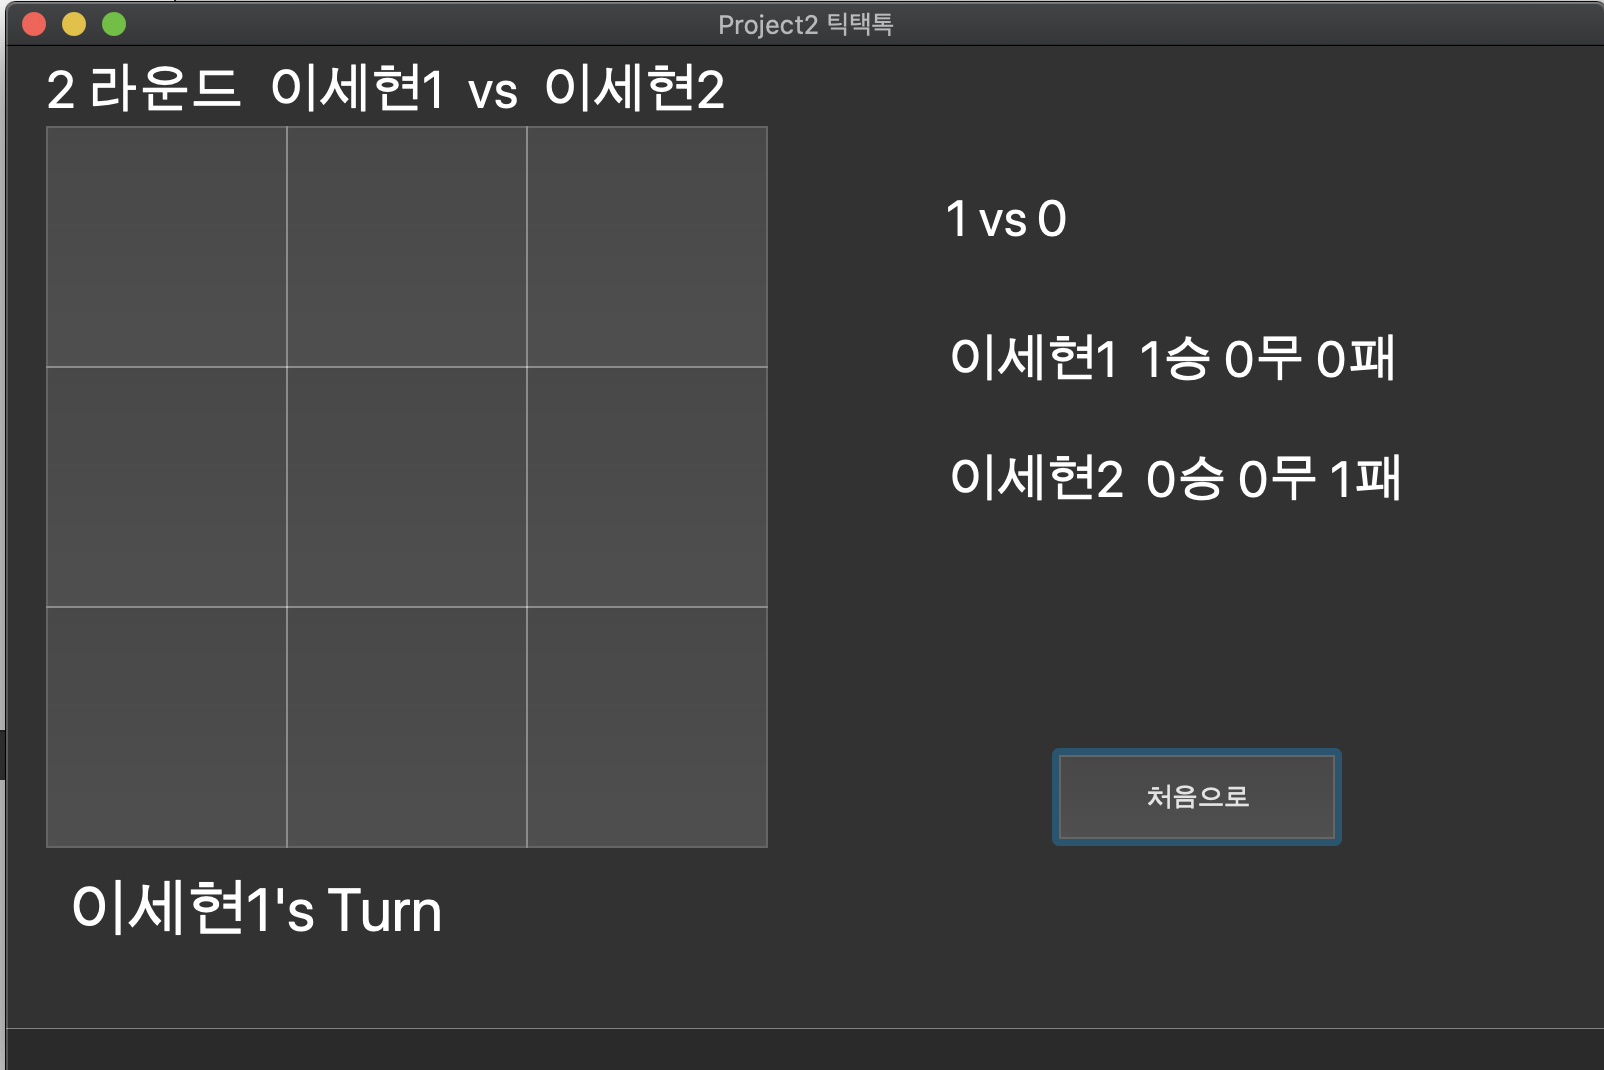 Project2 틱택톡
2 라운드 이세현1 vs 이세현2
1 vs 0
이세현1 1승 0무 0패
이세현2 0승 0무 1패
처음으로
이세현1's Turn